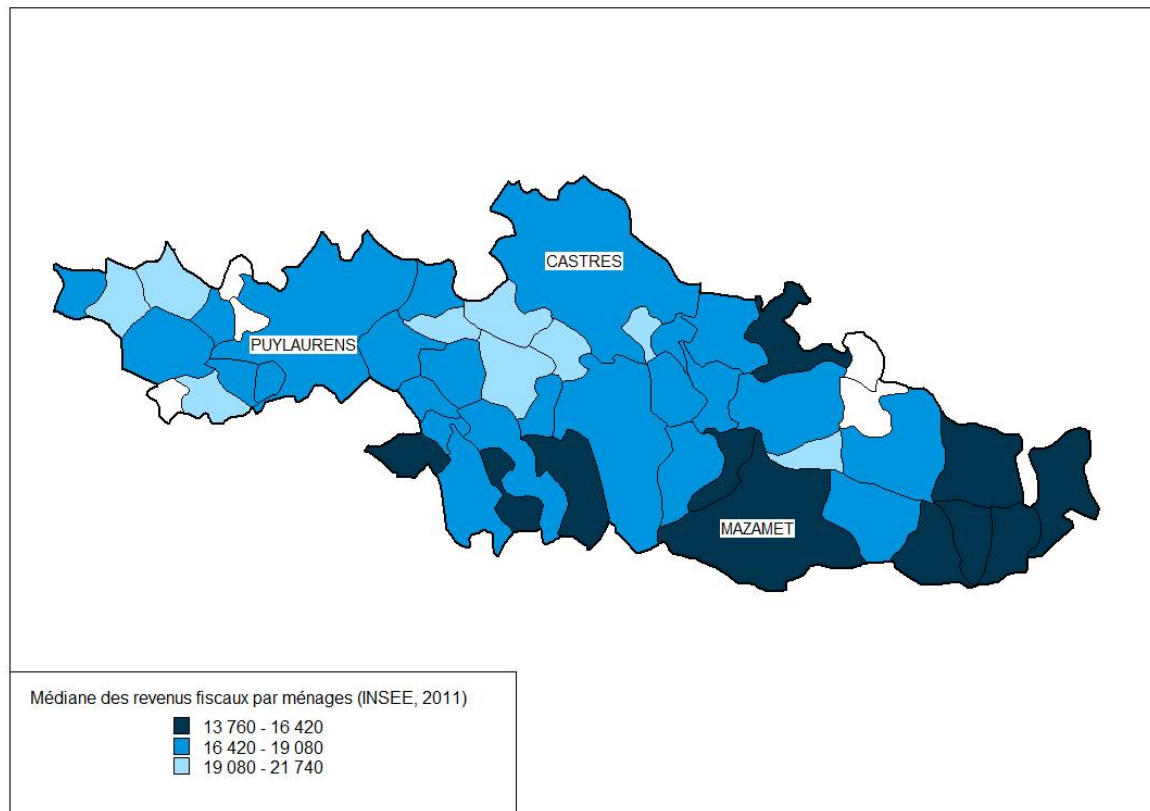 CASTRES
PUYLAURENS
MAZAMET
Médiane des revenus fiscaux par ménages (INSEE, 2011)
13 760 - 16 420
16 420 - 19 080
19 080 - 21 740